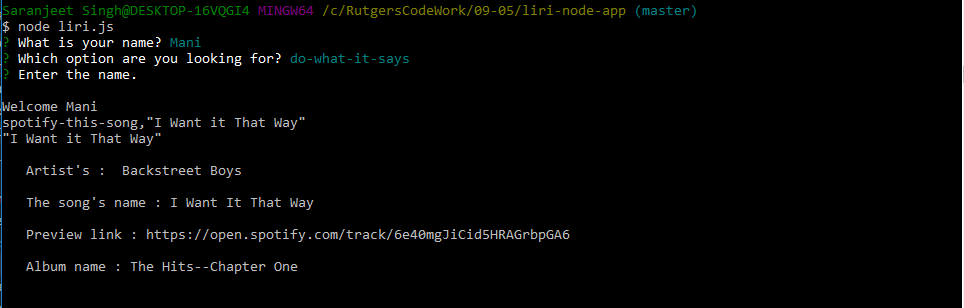 Saranjeet Singh@DESKTOP-16VQGI4 MINGW64 /c/RutgersCodeWork/09-05/liri-node-app (master)
$ node liri.js
? What is your name? Mani
? Which option are you looking for? do-what-it-says
? Enter the name.
Welcome Mani
spotify-this-song,"I Want it That Way"
"I Want it That Way"
Artist's :  Backstreet Boys
The song's name : I Want It That Way
Preview link : https://open.spotify.com/track/6e40mgJiCid5HRAGrbpGA6
Album name : The Hits--Chapter One